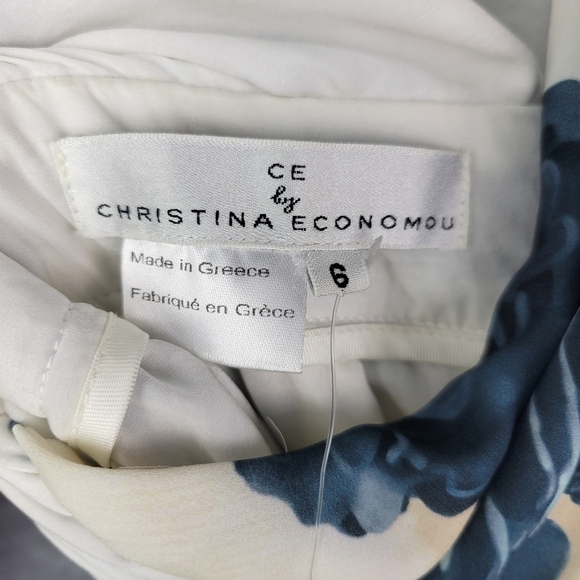 CE
by
CHRISTINA ECONOMOU
Made in Greece
Fabriqué en Grèce
6